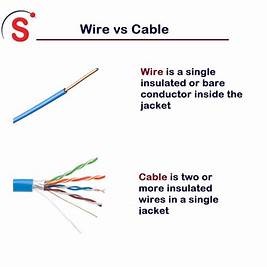 S
Wire vs Cable
Wire is a single
insulated or bare
conductor inside the
jacket
Cable is two or
more insulated
wires in a single
jacket